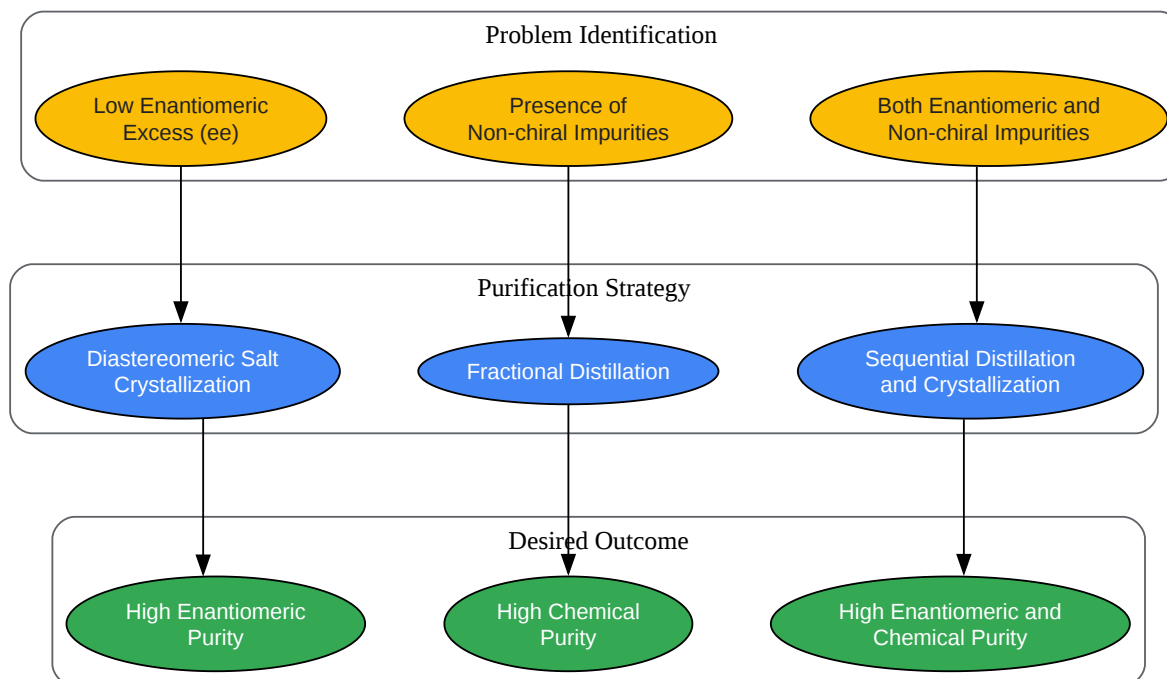 Problem Identification
Low Enantiomeric
Excess (ee)
Presence of
Non-chiral Impurities
Both Enantiomeric and
Non-chiral Impurities
Purification Strategy
Diastereomeric Salt
Crystallization
Fractional Distillation
Sequential Distillation
and Crystallization
Desired Outcome
High Enantiomeric
Purity
High Chemical
Purity
High Enantiomeric and
Chemical Purity